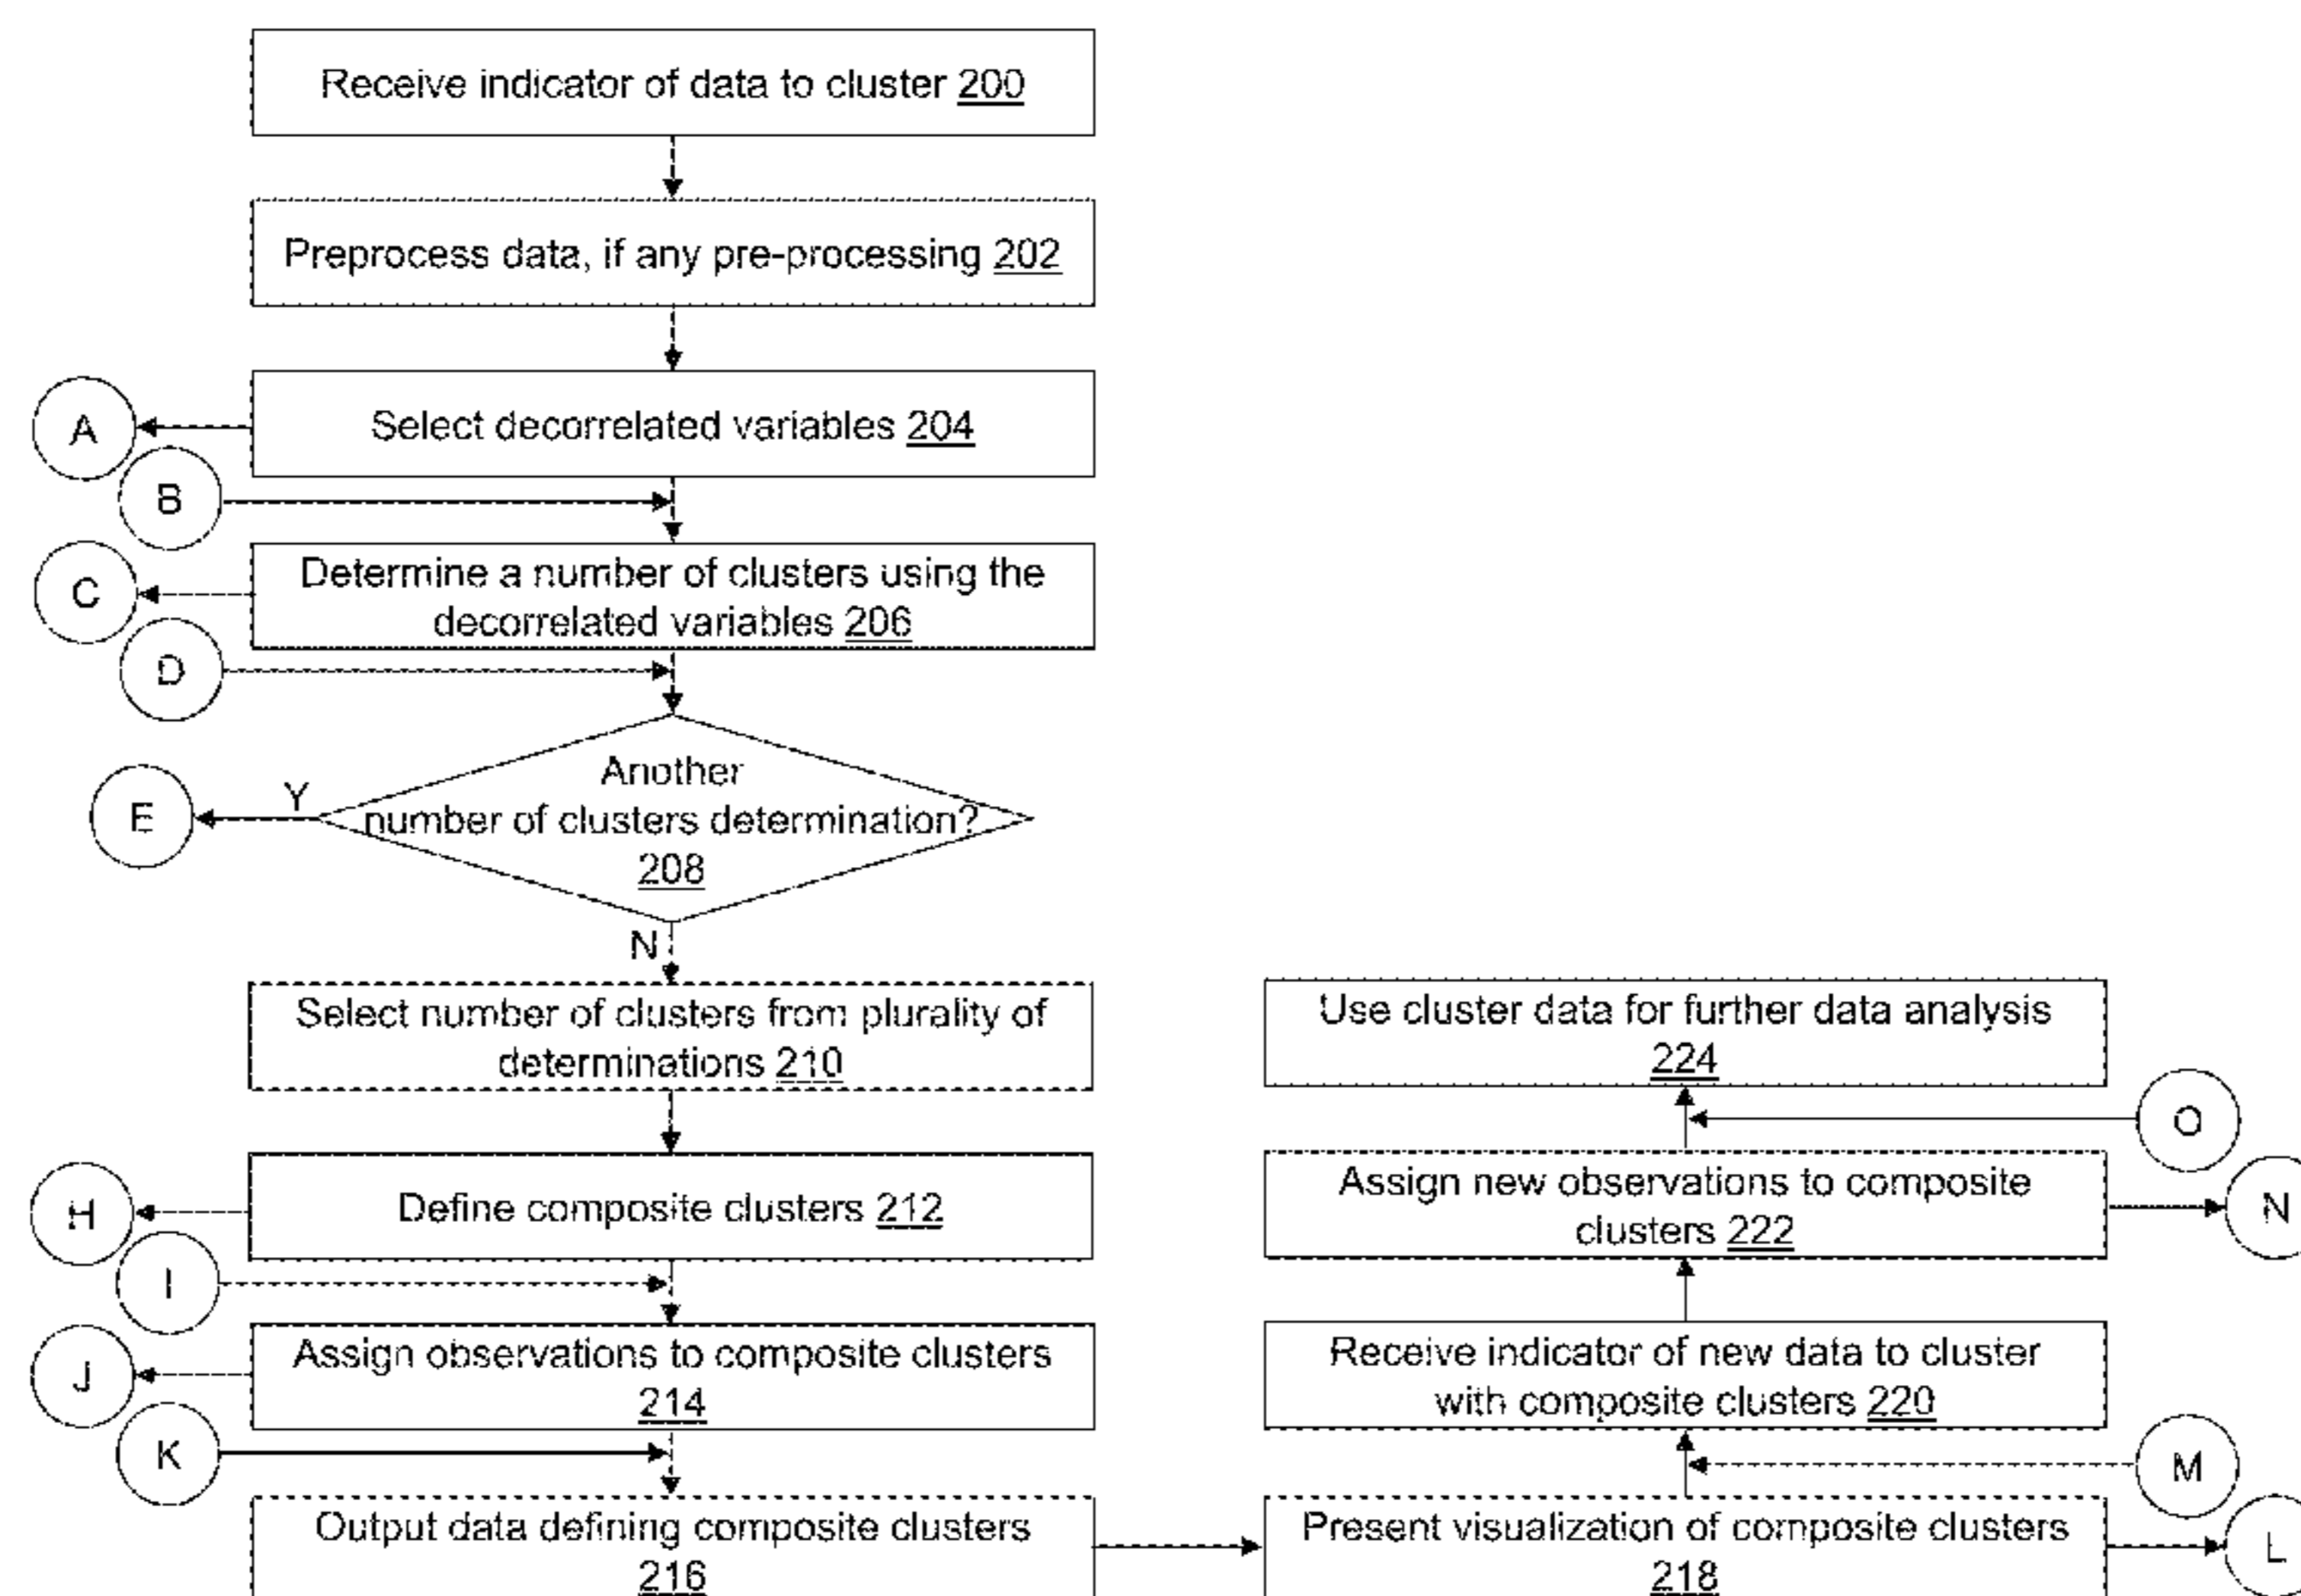 Receive indicator of data to cluster 200
Preprocess data, if any pre-processing 202
A
Select decorrelated variables 204
B
C
Determine a number of clusters using the
decorrelated variables 206
D
Another
number of clusters determination?
208
Y
E
N
Select number of clusters from plurality of
determinations 210
H
Define composite clusters 212
I
J
Assign observations to composite clusters
214
K
Output data defining composite clusters
216
Present visualization of composite clusters
218
L
M
Receive indicator of new data to cluster
with composite clusters 220
Assign new observations to composite
clusters 222
N
O
Use cluster data for further data analysis
224